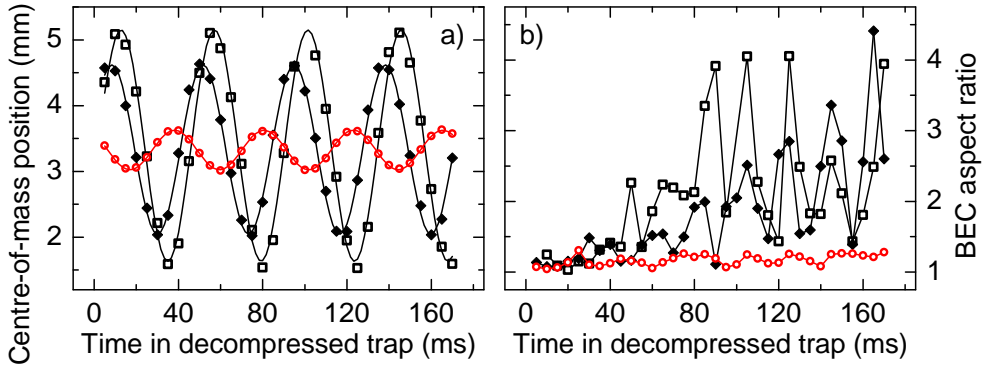 a)
b)
5
4
3
2
4
3
2
1
0 40 80 120 160
0 40 80 120 160
Centre-of-mass position (mm)
BEC aspect ratio
Time in decompressed trap (ms)
Time in decompressed trap (ms)